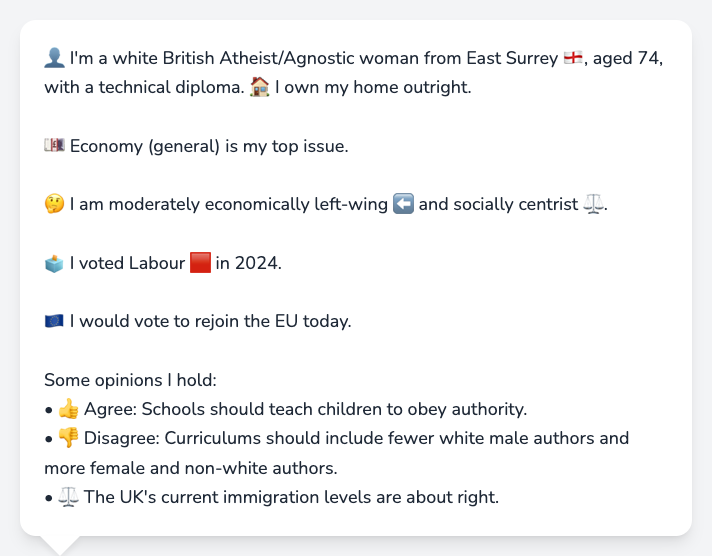 👤 I'm a white British Atheist/Agnostic woman from East Surrey 🏴󠁧󠁢󠁥󠁮󠁧󠁿, aged 74,
with a technical diploma. 🏠 I own my home outright.
💷 Economy (general) is my top issue.
🤔 I am moderately economically left-wing ⬅️ and socially centrist ⚖️.
🗳️ I voted Labour 🟥 in 2024.
🇪🇺 I would vote to rejoin the EU today.
Some opinions I hold:
• 👍 Agree: Schools should teach children to obey authority.
• 👎 Disagree: Curriculums should include fewer white male authors and
more female and non-white authors.
• ⚖️ The UK's current immigration levels are about right.